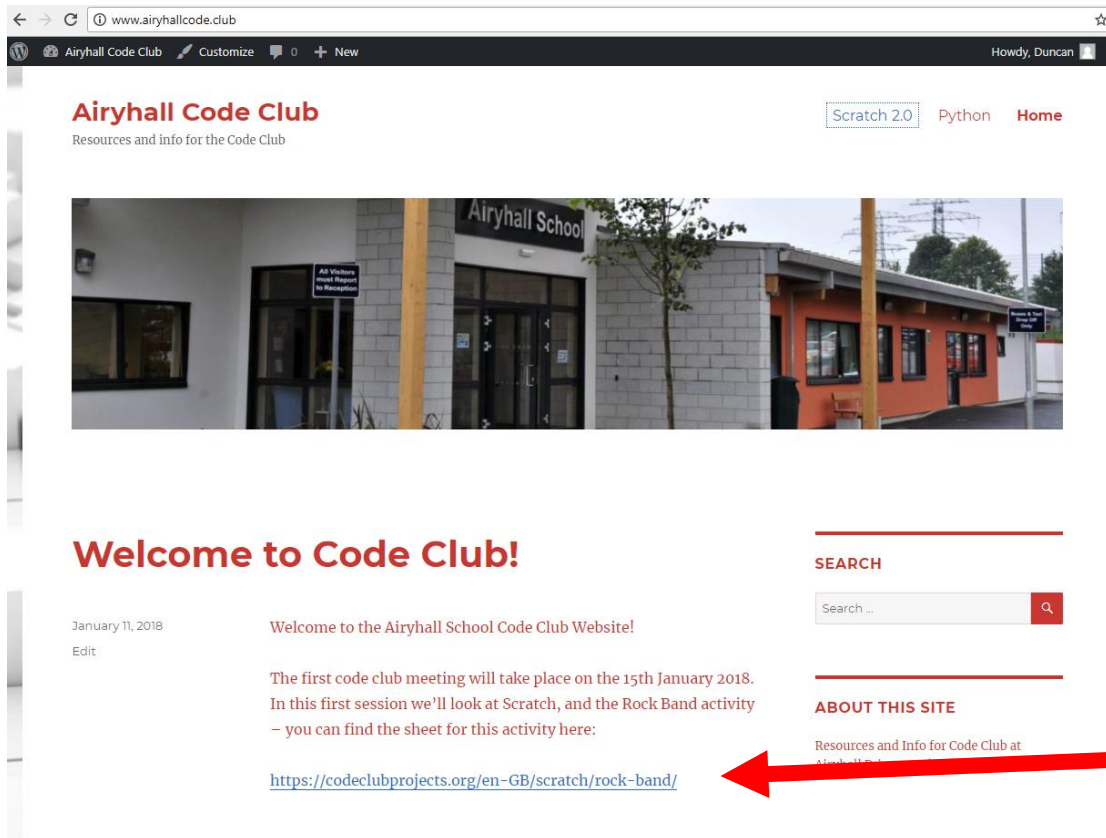 www.airyhallcode.club
Airyhall Code Club Customize 0 + New Howdy, Duncan
Airyhall Code Club
Resources and info for the Code Club
Scratch 2.0 Python Home
Airyhall School
All Visitors
must Report
to Reception
Buses & Taxi
Drop Off
Only
Welcome to Code Club!
January 11, 2018
Edit
Welcome to the Airyhall School Code Club Website!
The first code club meeting will take place on the 15th January 2018.
In this first session we’ll look at Scratch, and the Rock Band activity
– you can find the sheet for this activity here:
https://codeclubprojects.org/en-GB/scratch/rock-band/
SEARCH
Search …
ABOUT THIS SITE
Resources and Info for Code Club at